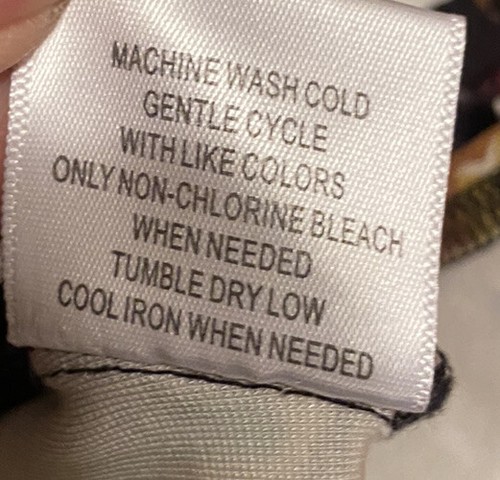 MACHINE WASH COLD
GENTLE CYCLE
WITH LIKE COLORS
ONLY NON-CHLORINE BLEACH
WHEN NEEDED
TUMBLE DRY LOW
COOL IRON WHEN NEEDED